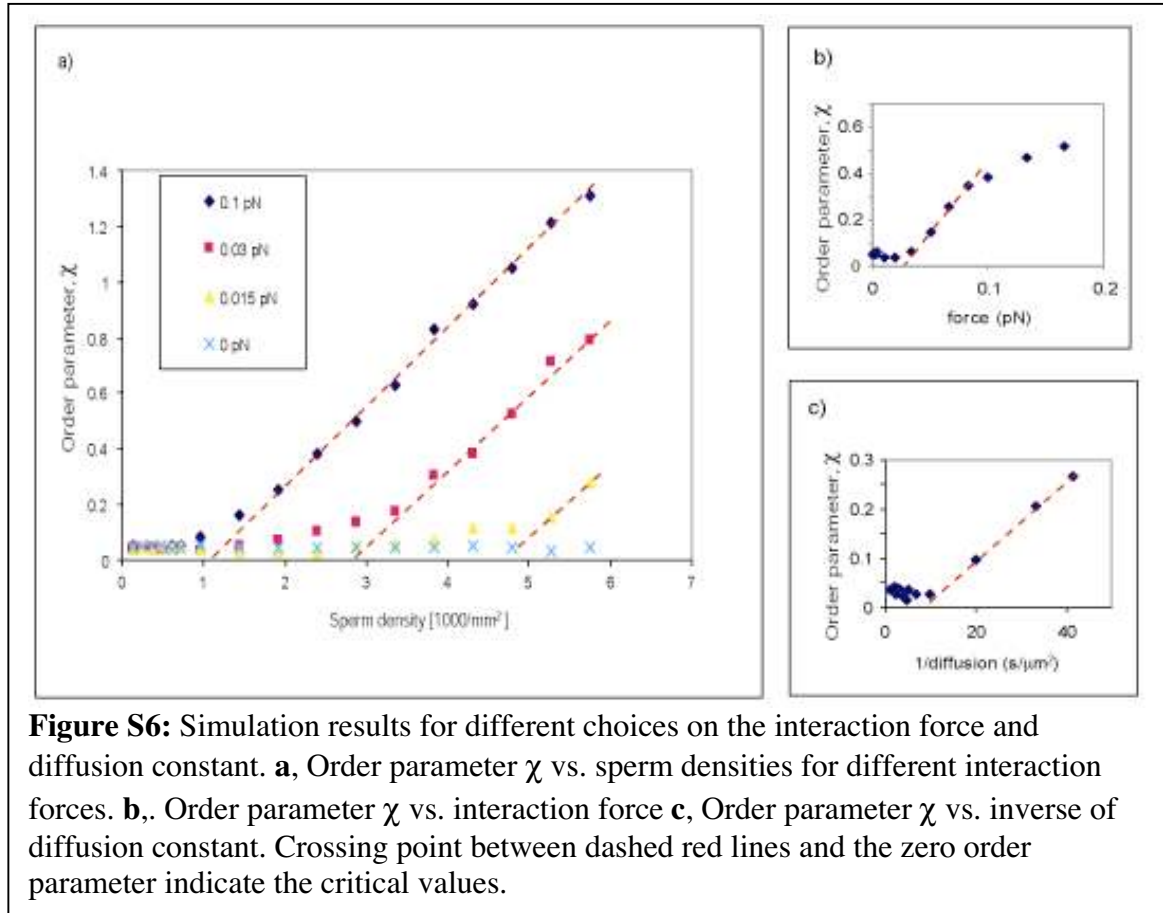 a)
Order parameter, χ
1.4
1.2
1
0.8
0.6
0.4
0.2
0
0 1 2 3 4 5 6 7
Sperm density [1000/mm²]
0.1 pN
0.03 pN
0.015 pN
0 pN
b)
Order parameter, χ
0.6
0.4
0.2
0
0 0.1 0.2
force (pN)
c)
Order parameter, χ
0.3
0.2
0.1
0
0 20 40
1/diffusion (s/μm²)
Figure S6: Simulation results for different choices on the interaction force and
diffusion constant. a, Order parameter χ vs. sperm densities for different interaction
forces. b,. Order parameter χ vs. interaction force c, Order parameter χ vs. inverse of
diffusion constant. Crossing point between dashed red lines and the zero order
parameter indicate the critical values.